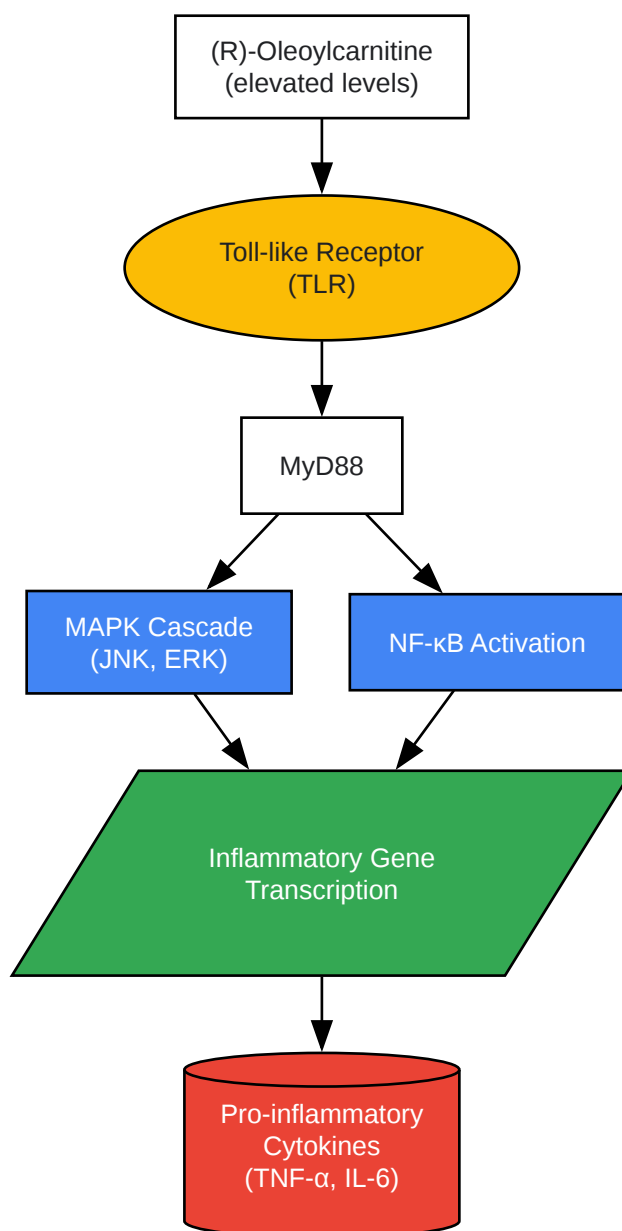 (R)-Oleoylcarnitine
(elevated levels)
Toll-like Receptor
(TLR)
MyD88
MAPK Cascade
(JNK, ERK)
NF-κB Activation
Inflammatory Gene
Transcription
Pro-inflammatory
Cytokines
(TNF-α, IL-6)